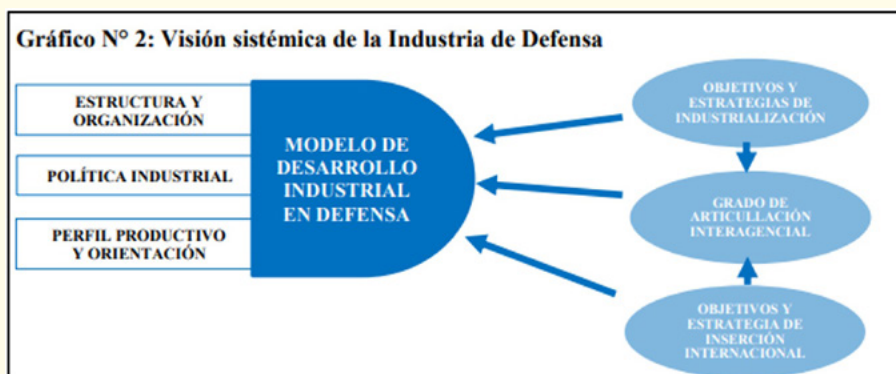 Gráfico N° 2: Visión sistémica de la Industria de Defensa
ESTRUCTURA Y
ORGANIZACIÓN
POLÍTICA INDUSTRIAL
PERFIL PRODUCTIVO
Y ORIENTACIÓN
MODELO DE
DESARROLLO
INDUSTRIAL
EN DEFENSA
OBJETIVOS Y
ESTRATEGIAS DE
INDUSTRIALIZACIÓN
GRADO DE
ARTICULLACIÓN
INTERAGENCIAL
OBJETIVOS Y
ESTRATEGIA DE
INSERCIÓN
INTERNACIONAL